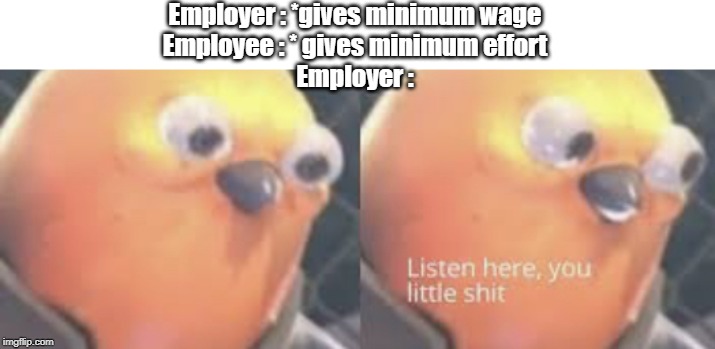 Employer : *gives minimum wage
Employee : * gives minimum effort
Employer :
Listen here, you
little shit
imgflip.com